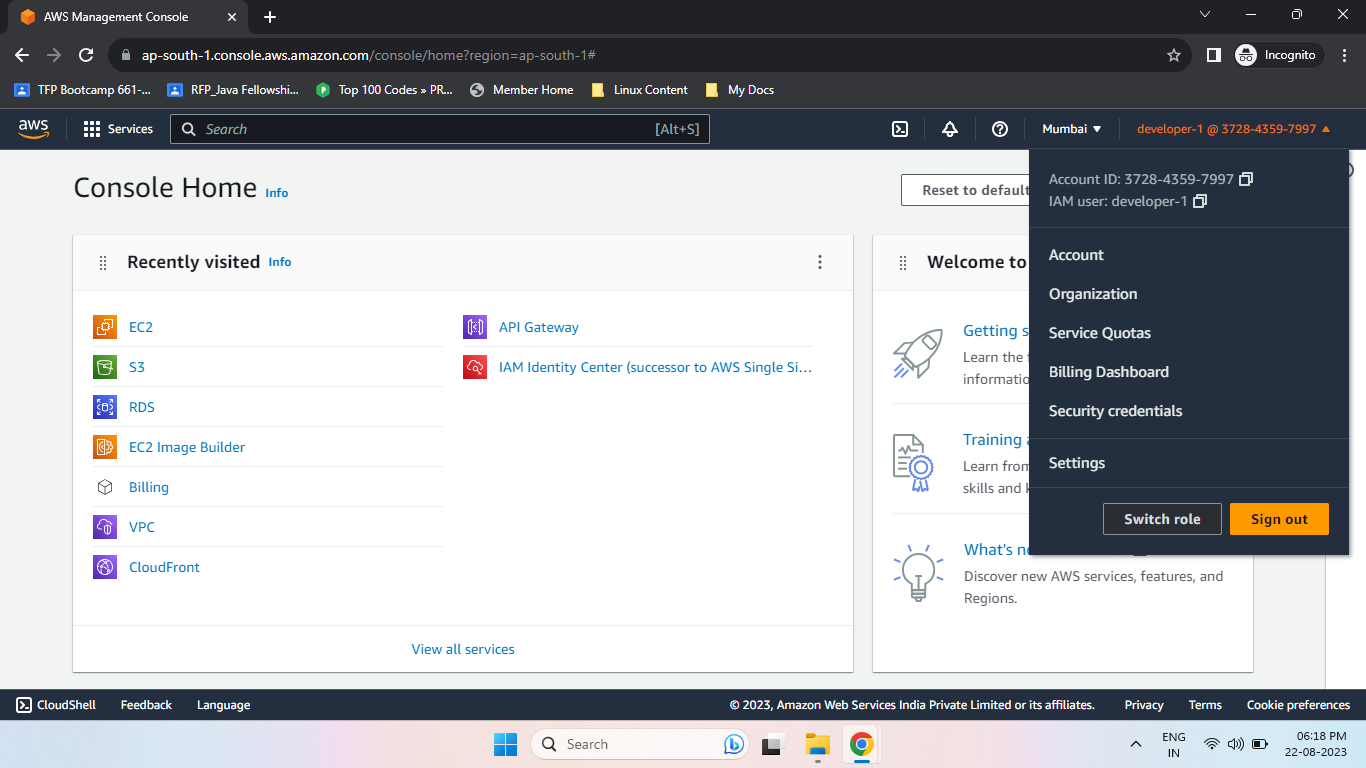 AWS Management Console
ap-south-1.console.aws.amazon.com/console/home?region=ap-south-1#
Incognito
TFP Bootcamp 661-...
RFP_Java Fellowshi...
Top 100 Codes » PR...
Member Home
Linux Content
My Docs
aws
Services
Search
[Alt+S]
Mumbai
developer-1 @ 3728-4359-7997
Account ID: 3728-4359-7997
IAM user: developer-1
Account
Organization
Service Quotas
Billing Dashboard
Security credentials
Settings
Switch role
Sign out
Console Home
Info
Reset to default
Recently visited
Info
EC2
S3
RDS
EC2 Image Builder
Billing
VPC
CloudFront
API Gateway
IAM Identity Center (successor to AWS Single Si...
View all services
Welcome to
Getting s
Learn the
informatio
Training
Learn from
skills and
What's ne
Discover new AWS services, features, and
Regions.
CloudShell
Feedback
Language
© 2023, Amazon Web Services India Private Limited or its affiliates.
Privacy
Terms
Cookie preferences
Search
ENG
IN
06:18 PM
22-08-2023